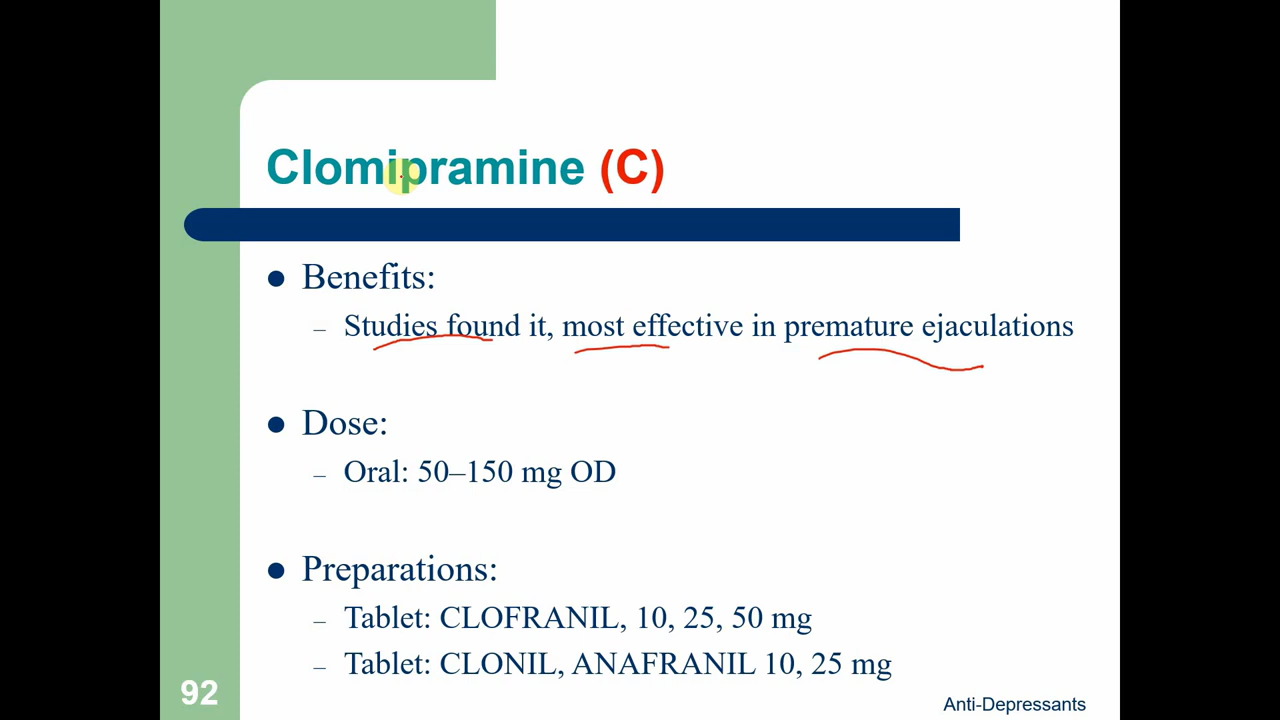 Clomipramine (C)
Benefits:
– Studies found it, most effective in premature ejaculations
Dose:
– Oral: 50–150 mg OD
Preparations:
– Tablet: CLOFRANIL, 10, 25, 50 mg
– Tablet: CLONIL, ANAFRANIL 10, 25 mg
92
Anti-Depressants